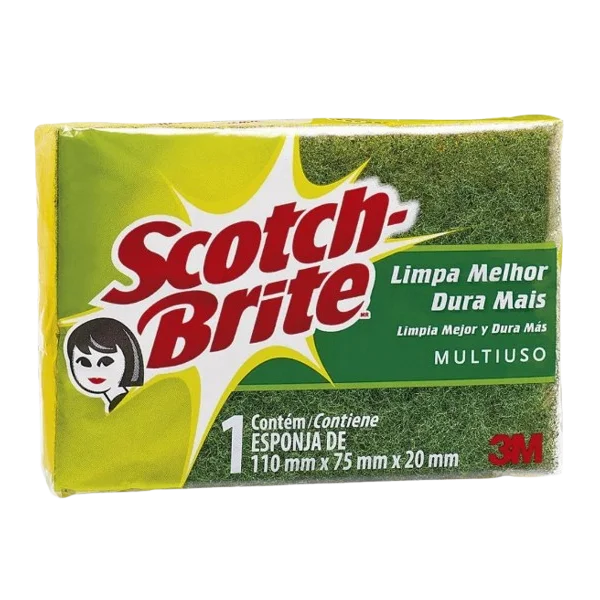 Scotch-
Brite
MR
Limpa Melhor
Dura Mais
Limpia Mejor y Dura Más
MULTIUSO
1 Contém/Contiene
ESPONJA DE
110 mm x 75 mm x 20 mm
3M